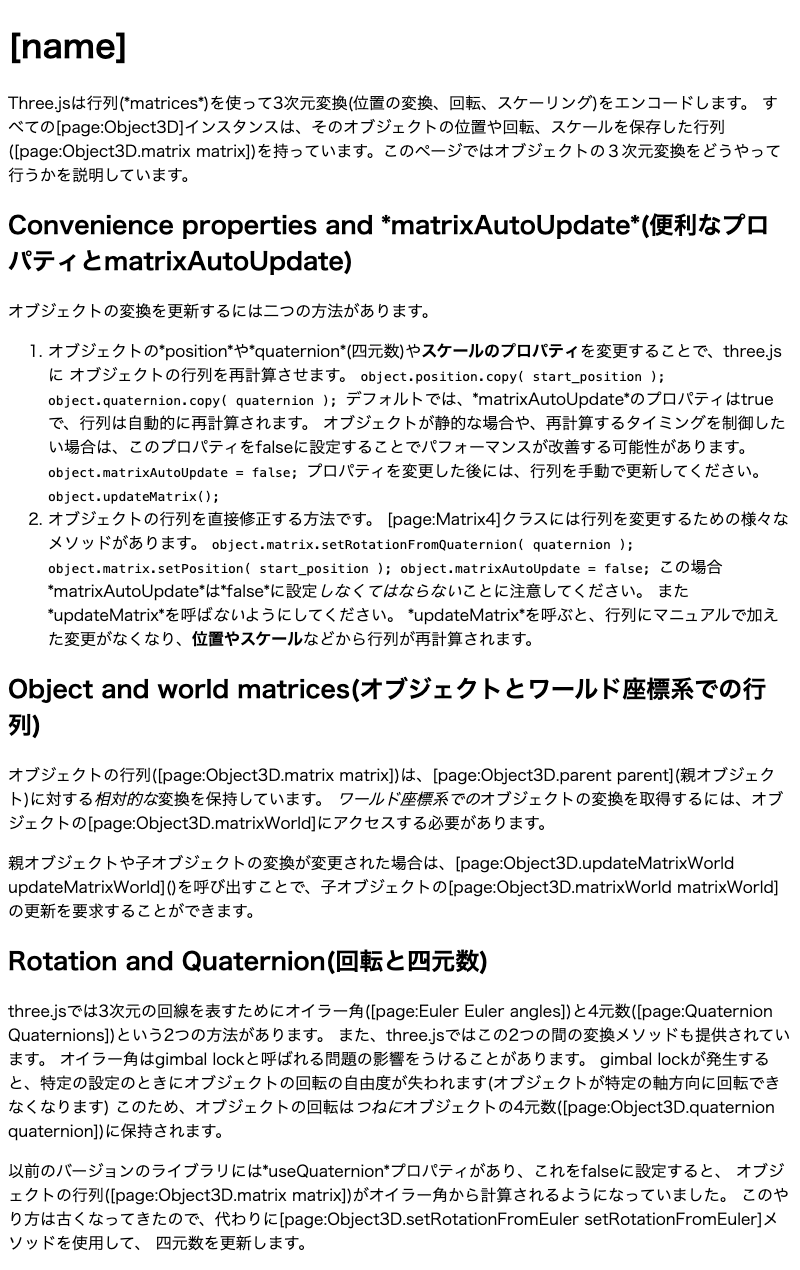 [name]
Three.jsは行列(*matrices*)を使って3次元変換(位置の変換、回転、スケーリング)をエンコードします。 す
べての[page:Object3D]インスタンスは、そのオブジェクトの位置や回転、スケールを保存した行列
([page:Object3D.matrix matrix])を持っています。このページではオブジェクトの３次元変換をどうやって
行うかを説明しています。
Convenience properties and *matrixAutoUpdate*(便利なプロ
パティとmatrixAutoUpdate)
オブジェクトの変換を更新するには二つの方法があります。
1. オブジェクトの*position*や*quaternion*(四元数)やスケールのプロパティを変更することで、three.js
に オブジェクトの行列を再計算させます。 object.position.copy( start_position );
object.quaternion.copy( quaternion ); デフォルトでは、*matrixAutoUpdate*のプロパティはtrue
で、行列は自動的に再計算されます。 オブジェクトが静的な場合や、再計算するタイミングを制御した
い場合は、このプロパティをfalseに設定することでパフォーマンスが改善する可能性があります。
object.matrixAutoUpdate = false; プロパティを変更した後には、行列を手動で更新してください。
object.updateMatrix();
2. オブジェクトの行列を直接修正する方法です。 [page:Matrix4]クラスには行列を変更するための様々な
メソッドがあります。 object.matrix.setRotationFromQuaternion( quaternion );
object.matrix.setPosition( start_position ); object.matrixAutoUpdate = false; この場合
*matrixAutoUpdate*は*false*に設定しなくてはならないことに注意してください。 また
*updateMatrix*を呼ばないようにしてください。 *updateMatrix*を呼ぶと、行列にマニュアルで加え
た変更がなくなり、位置やスケールなどから行列が再計算されます。
Object and world matrices(オブジェクトとワールド座標系での行
列)
オブジェクトの行列([page:Object3D.matrix matrix])は、[page:Object3D.parent parent](親オブジェク
ト)に対する相対的な変換を保持しています。 ワールド座標系でのオブジェクトの変換を取得するには、オブ
ジェクトの[page:Object3D.matrixWorld]にアクセスする必要があります。
親オブジェクトや子オブジェクトの変換が変更された場合は、[page:Object3D.updateMatrixWorld
updateMatrixWorld]()を呼び出すことで、子オブジェクトの[page:Object3D.matrixWorld matrixWorld]
の更新を要求することができます。
Rotation and Quaternion(回転と四元数)
three.jsでは3次元の回線を表すためにオイラー角([page:Euler Euler angles])と4元数([page:Quaternion
Quaternions])という2つの方法があります。 また、three.jsではこの2つの間の変換メソッドも提供されてい
ます。 オイラー角はgimbal lockと呼ばれる問題の影響をうけることがあります。 gimbal lockが発生する
と、特定の設定のときにオブジェクトの回転の自由度が失われます(オブジェクトが特定の軸方向に回転でき
なくなります) このため、オブジェクトの回転はつねにオブジェクトの4元数([page:Object3D.quaternion
quaternion])に保持されます。
以前のバージョンのライブラリには*useQuaternion*プロパティがあり、これをfalseに設定すると、 オブジ
ェクトの行列([page:Object3D.matrix matrix])がオイラー角から計算されるようになっていました。 このや
り方は古くなってきたので、代わりに[page:Object3D.setRotationFromEuler setRotationFromEuler]メ
ソッドを使用して、 四元数を更新します。